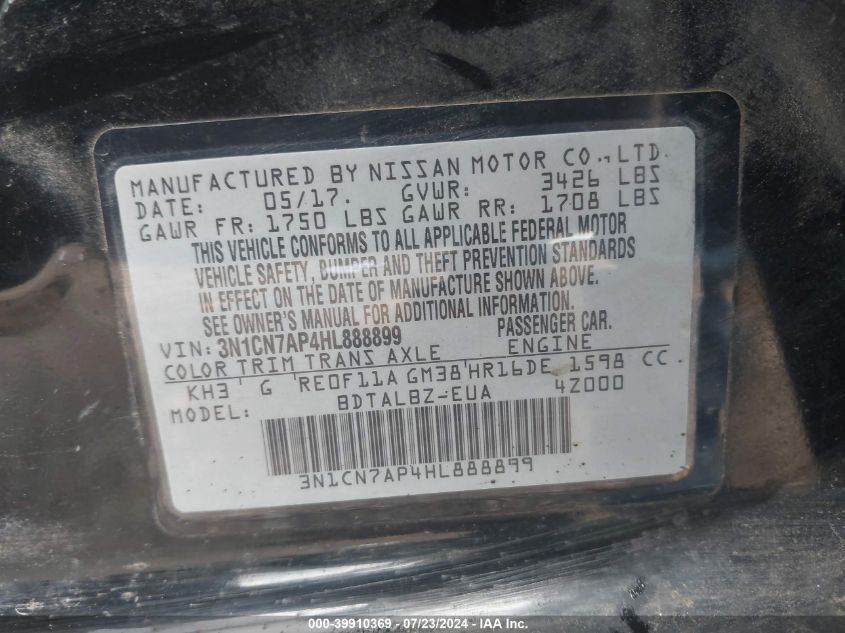 MANUFACTURED BY NISSAN MOTOR CO., LTD.
DATE: 05/17. GVWR: 3426 LBS
GAWR FR: 1750 LBS GAWR RR: 1708 LBS
THIS VEHICLE CONFORMS TO ALL APPLICABLE FEDERAL MOTOR
VEHICLE SAFETY, BUMPER AND THEFT PREVENTION STANDARDS
IN EFFECT ON THE DATE OF MANUFACTURE SHOWN ABOVE.
SEE OWNER'S MANUAL FOR ADDITIONAL INFORMATION.
VIN: 3N1CN7AP4HL888899 PASSENGER CAR.
COLOR TRIM TRANS AXLE ENGINE
KH3 G RE0F11A GM38 HR16DE 1598 CC
MODEL: BDTALBZ-EUA 4Z000
3N1CN7AP4HL888899
000-39910369 - 07/23/2024 - IAA, Inc.